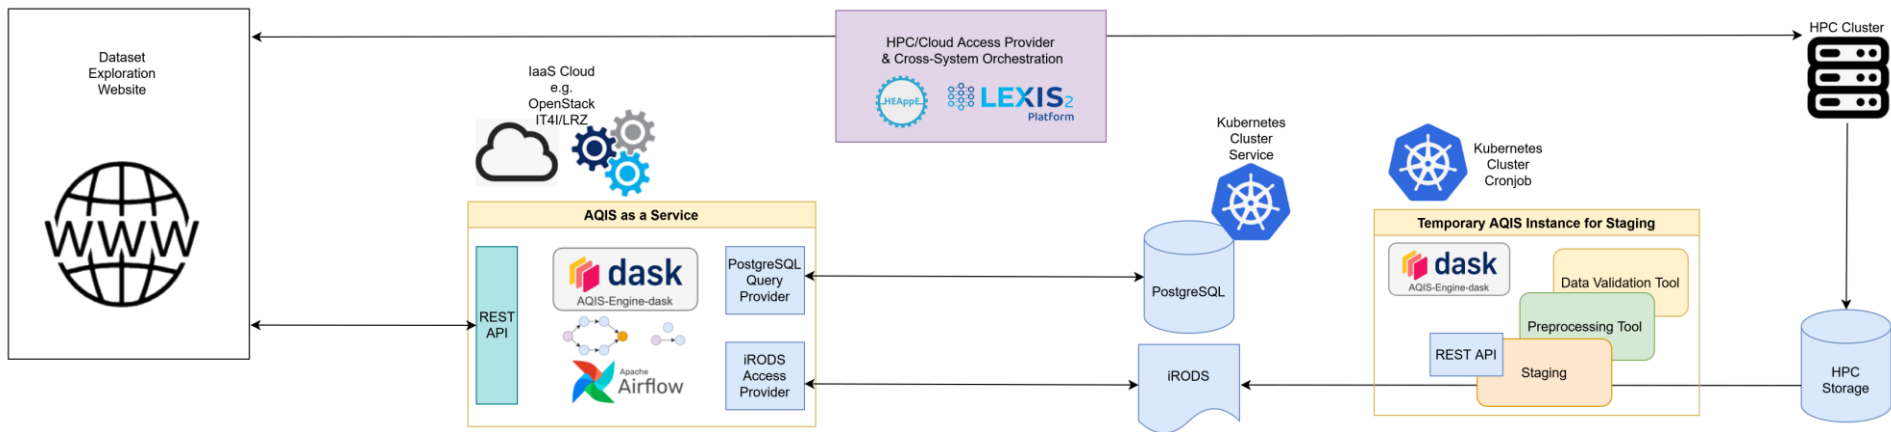 Dataset
Exploration
Website
WWW
IaaS Cloud
e.g.
OpenStack
IT4I/LRZ
HPC/Cloud Access Provider
& Cross-System Orchestration
HEAppE
LEXIS2
Platform
HPC Cluster
Kubernetes
Cluster
Service
Kubernetes
Cluster
Cronjob
AQIS as a Service
REST
API
dask
AQIS-Engine-dask
Apache
Airflow
PostgreSQL
Query
Provider
iRODS
Access
Provider
PostgreSQL
iRODS
Temporary AQIS Instance for Staging
dask
AQIS-Engine-dask
Data Validation Tool
Preprocessing Tool
REST API
Staging
HPC
Storage